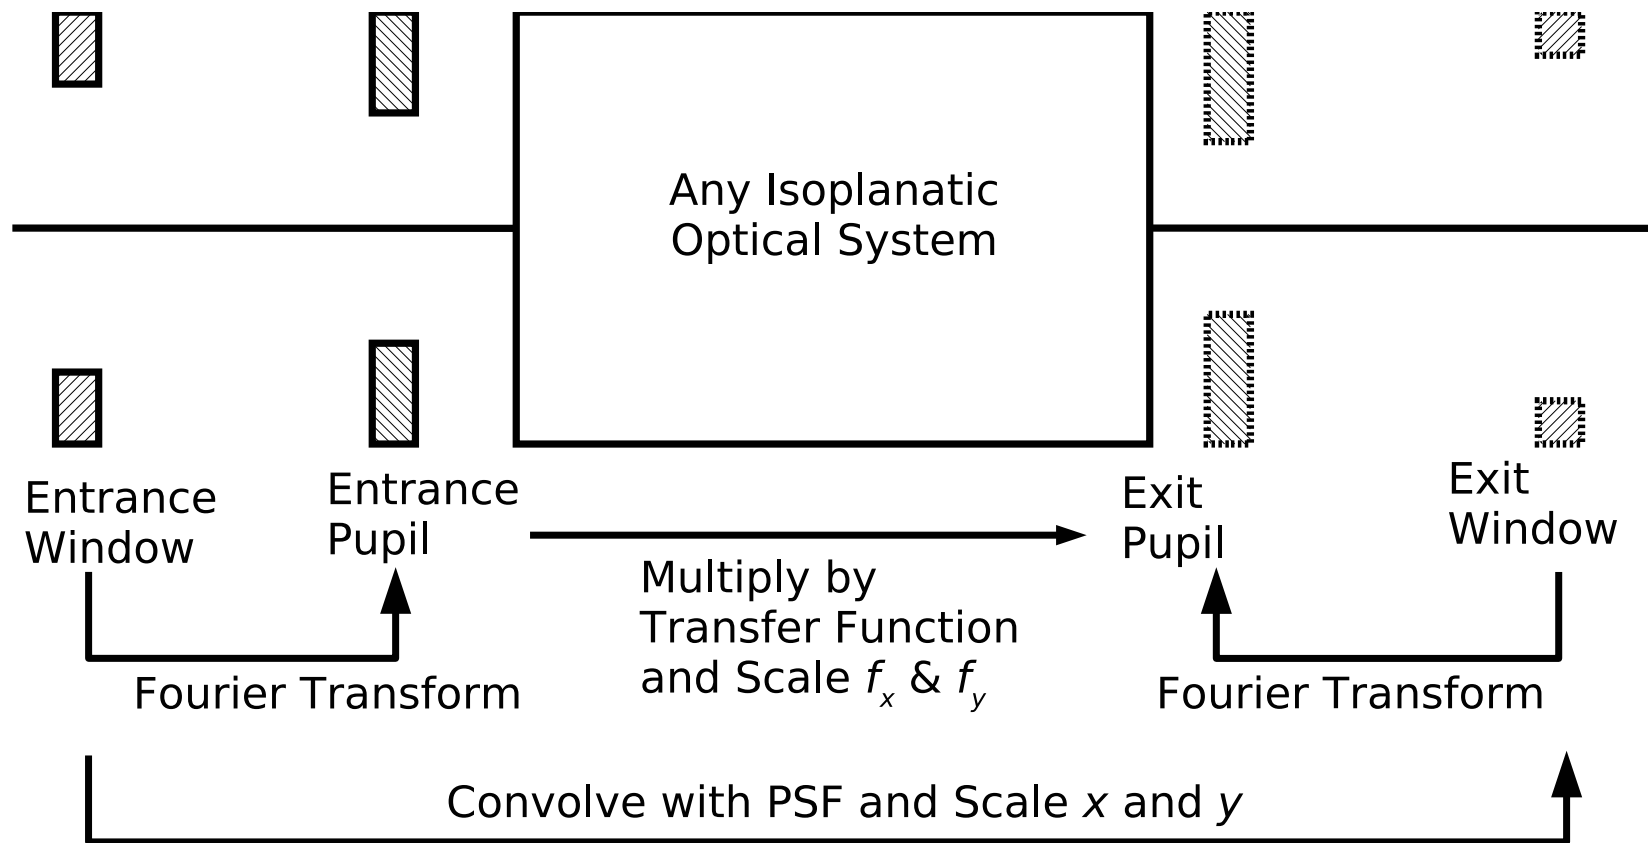 Any Isoplanatic
Optical System
Entrance
Window
Entrance
Pupil
Exit
Pupil
Exit
Window
Multiply by
Transfer Function
and Scale fx & fy
Fourier Transform
Fourier Transform
Convolve with PSF and Scale x and y